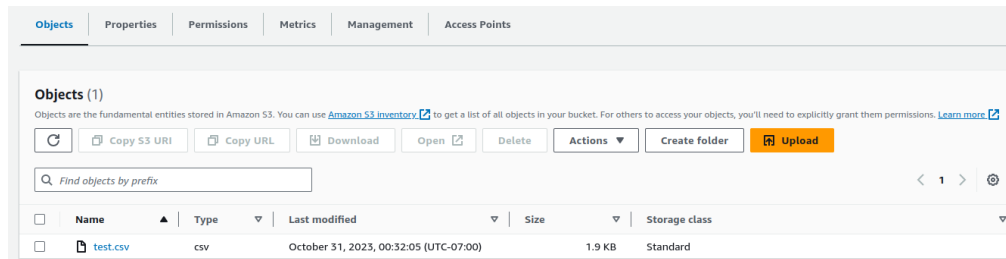 Objects Properties Permissions Metrics Management Access Points
Objects (1)
Objects are the fundamental entities stored in Amazon S3. You can use Amazon S3 inventory to get a list of all objects in your bucket. For others to access your objects, you'll need to explicitly grant them permissions. Learn more
Copy S3 URI Copy URL Download Open Delete Actions Create folder Upload
Find objects by prefix 1
Name Type Last modified Size Storage class
test.csv csv October 31, 2023, 00:32:05 (UTC-07:00) 1.9 KB Standard